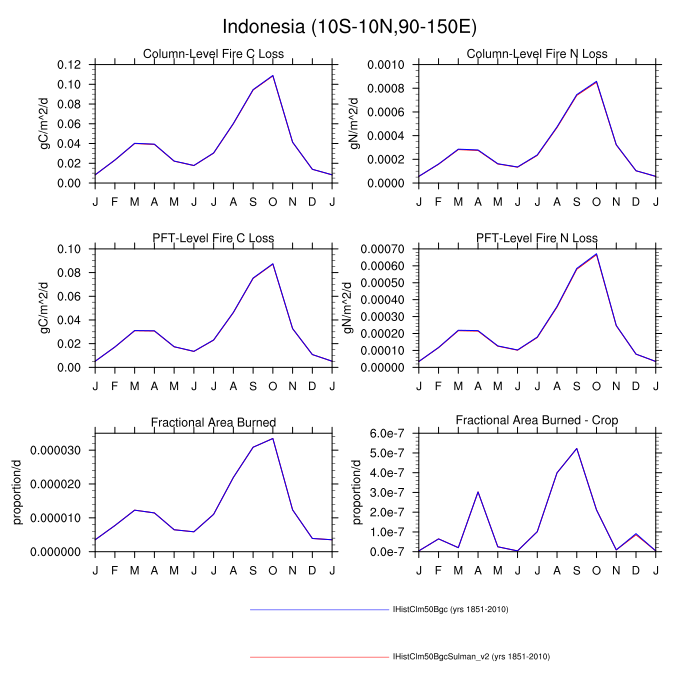 Indonesia (10S-10N,90-150E)
Column-Level Fire C Loss
gC/m^2/d
0.12
0.10
0.08
0.06
0.04
0.02
0.00
J F M A M J J A S O N D J
Column-Level Fire N Loss
gN/m^2/d
0.0010
0.0008
0.0006
0.0004
0.0002
0.0000
J F M A M J J A S O N D J
PFT-Level Fire C Loss
gC/m^2/d
0.10
0.08
0.06
0.04
0.02
0.00
J F M A M J J A S O N D J
PFT-Level Fire N Loss
gN/m^2/d
0.00070
0.00060
0.00050
0.00040
0.00030
0.00020
0.00010
0.00000
J F M A M J J A S O N D J
Fractional Area Burned
proportion/d
0.000030
0.000020
0.000010
0.000000
J F M A M J J A S O N D J
Fractional Area Burned - Crop
proportion/d
6.0e-7
5.0e-7
4.0e-7
3.0e-7
2.0e-7
1.0e-7
0.0e-7
J F M A M J J A S O N D J
IHistClm50Bgc (yrs 1851-2010)
IHistClm50BgcSulman_v2 (yrs 1851-2010)